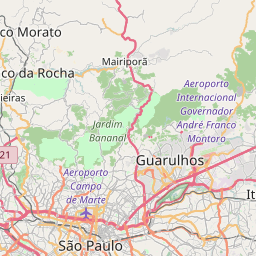 co Morato
Mairiporã
co da Rocha
ieiras
Aeroporto
Internacional
Governador
André Franco
Montoro
Jardim
Bananal
21
Guarulhos
Aeroporto
Campo
de Marte
It
São Paulo